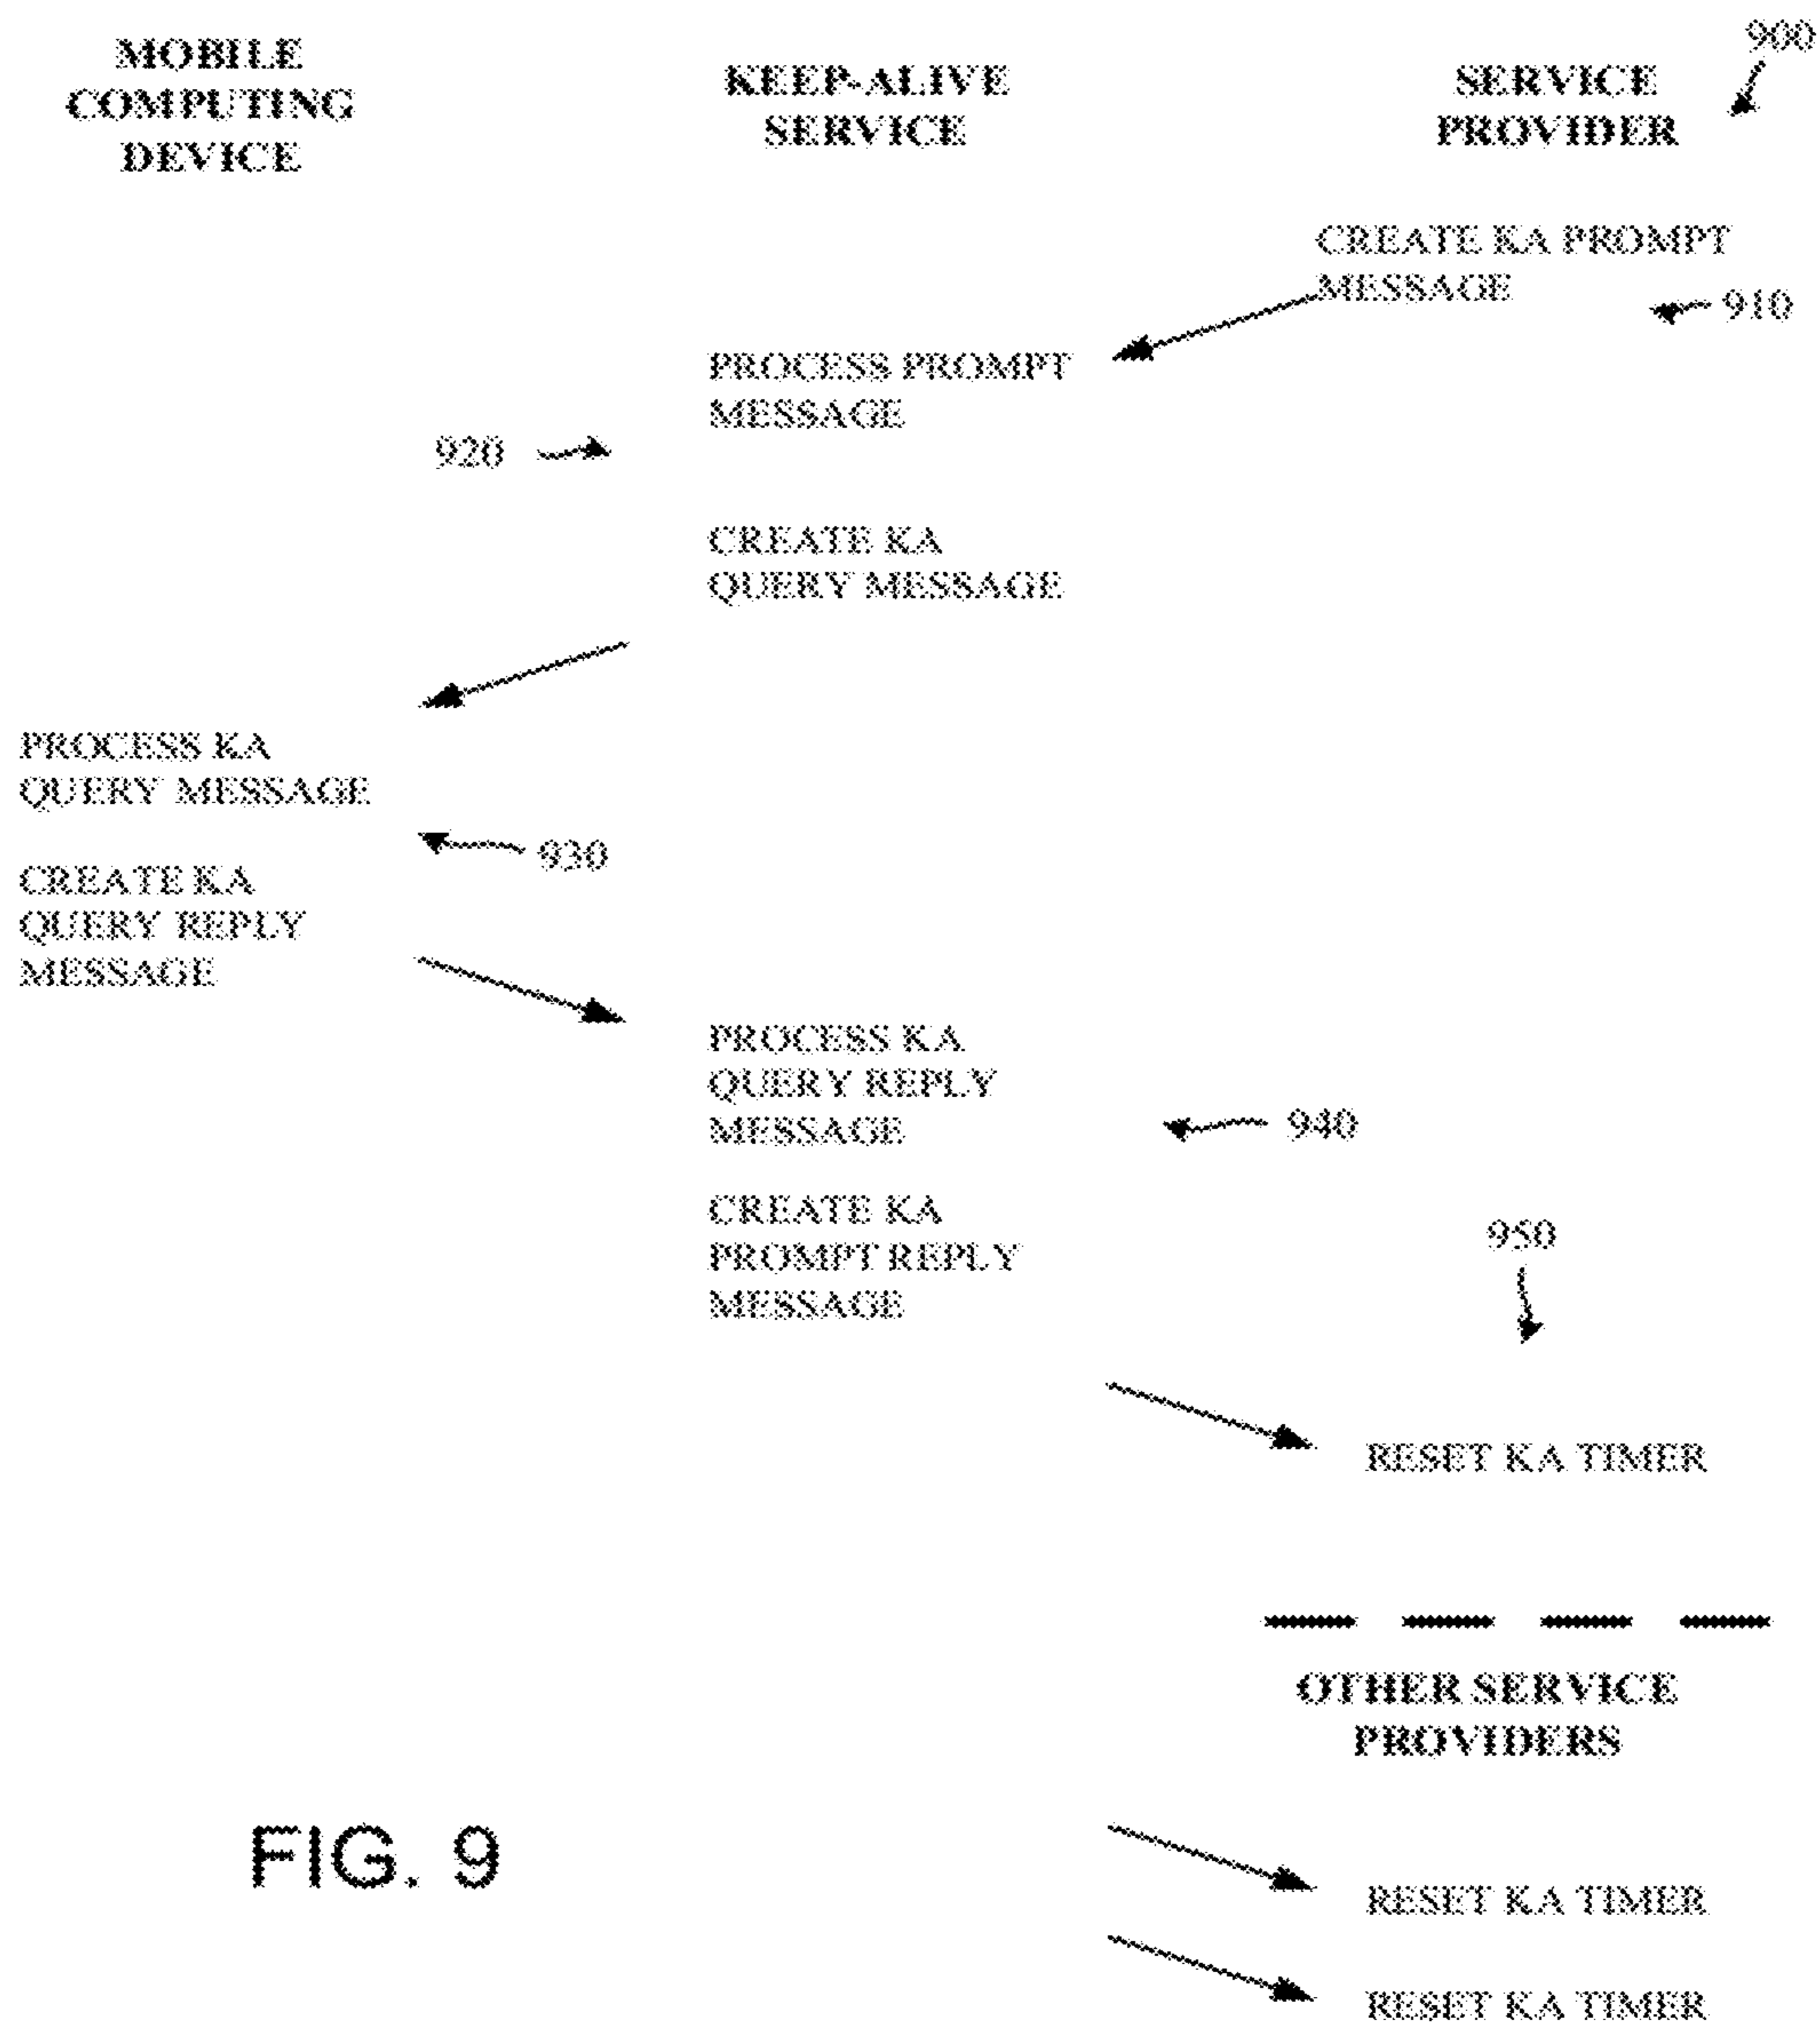 900
MOBILE
COMPUTING
DEVICE
KEEP-ALIVE
SERVICE
SERVICE
PROVIDER
CREATE KA PROMPT
MESSAGE
910
PROCESS PROMPT
MESSAGE
920
CREATE KA
QUERY MESSAGE
PROCESS KA
QUERY MESSAGE
930
CREATE KA
QUERY REPLY
MESSAGE
PROCESS KA
QUERY REPLY
MESSAGE
940
CREATE KA
PROMPT REPLY
MESSAGE
950
RESET KA TIMER
OTHER SERVICE
PROVIDERS
FIG. 9
RESET KA TIMER
RESET KA TIMER